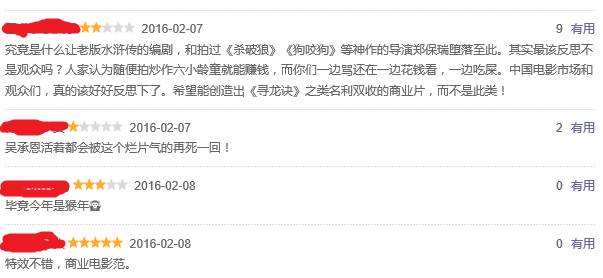 2016-02-07 9 有用
究竟是什么让老版水浒传的编剧，和拍过《杀破狼》《狗咬狗》等神作的导演郑保瑞堕落至此。其实最该反思不
是观众吗？人家认为随便拍炒作六小龄童就能赚钱，而你们一边骂还在一边花钱看，一边吃屎。中国电影市场和
观众们，真的该好好反思下了。希望能创造出《寻龙诀》之类名利双收的商业片，而不是此类！
2016-02-07 2 有用
吴承恩活着都会被这个烂片气的再死一回！
2016-02-08 0 有用
毕竟今年是猴年
2016-02-08 0 有用
特效不错，商业电影范。